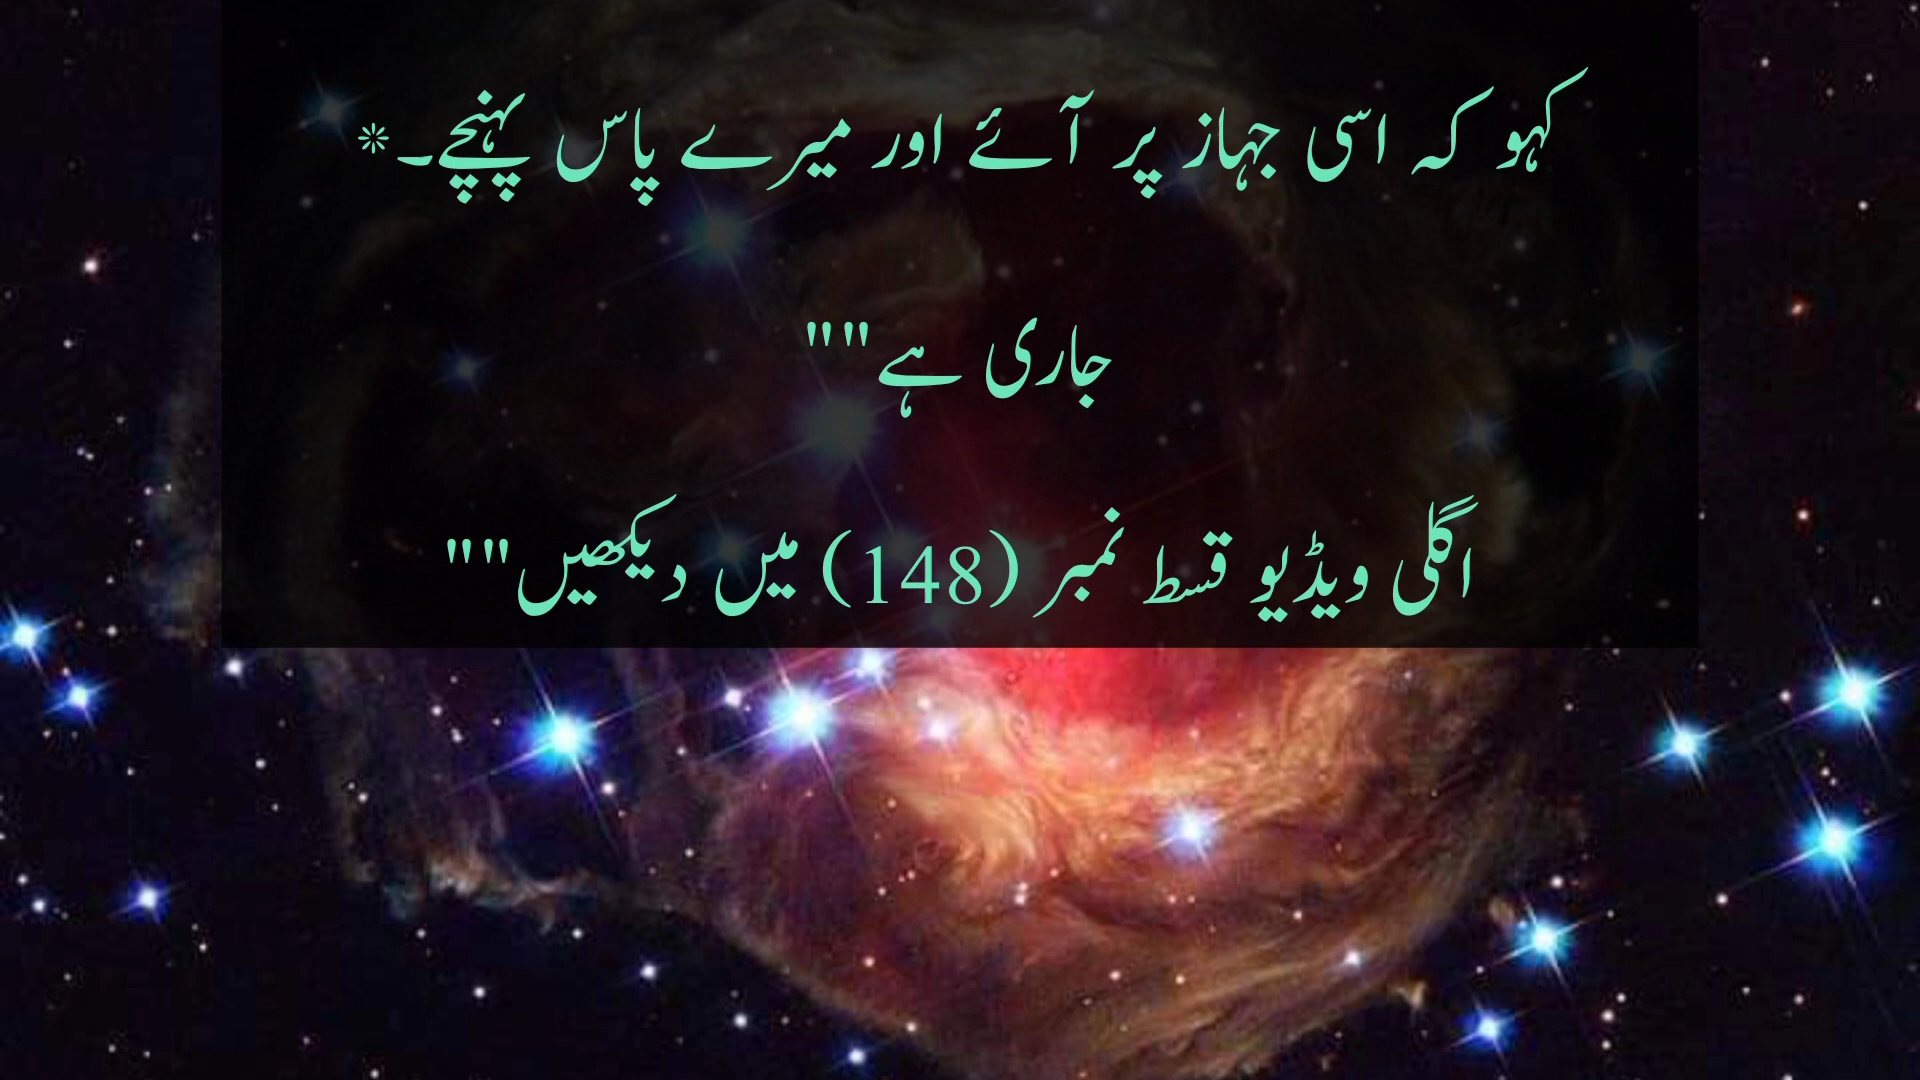 کہو کہ اسی جہاز پر آئے اور میرے پاس پہنچے۔*
جاری ہے""
اگلی ویڈیو قسط نمبر (148) میں دیکھیں""